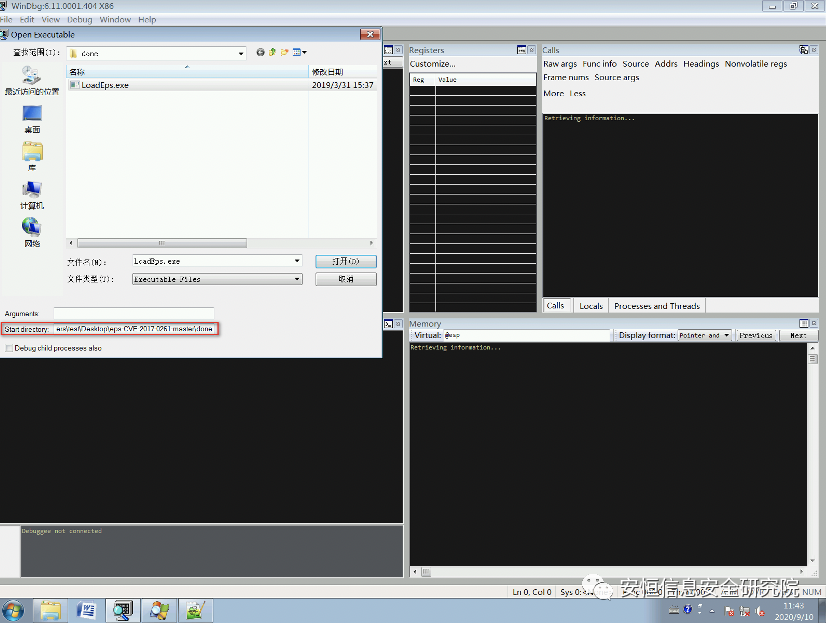 WinDbg:6.11.0001.404 X86
File Edit View Debug Window Help
Open Executable
查找范围(I): done
名称 修改日期
LoadEps.exe 2019/3/31 15:37
最近访问的位置
桌面
库
计算机
网络
文件名(N): LoadEps.exe 打开(O)
文件类型(T): Executable Files 取消
Arguments:
Start directory: ers\test\Desktop\eps CVE 2017 0261 master\done
Debug child processes also
Registers
Customize...
Reg Value
Calls
Raw args Func info Source Addrs Headings Nonvolatile regs
Frame nums Source args
More Less
Retrieving information...
Calls Locals Processes and Threads
Memory
Virtual: @esp Display format: Pointer and Previous Next
Retrieving information...
Debuggee not connected
Ln 0, Col 0 Sys 0:<
NUM
安恒信息安全研究院
11:43
2020/9/10